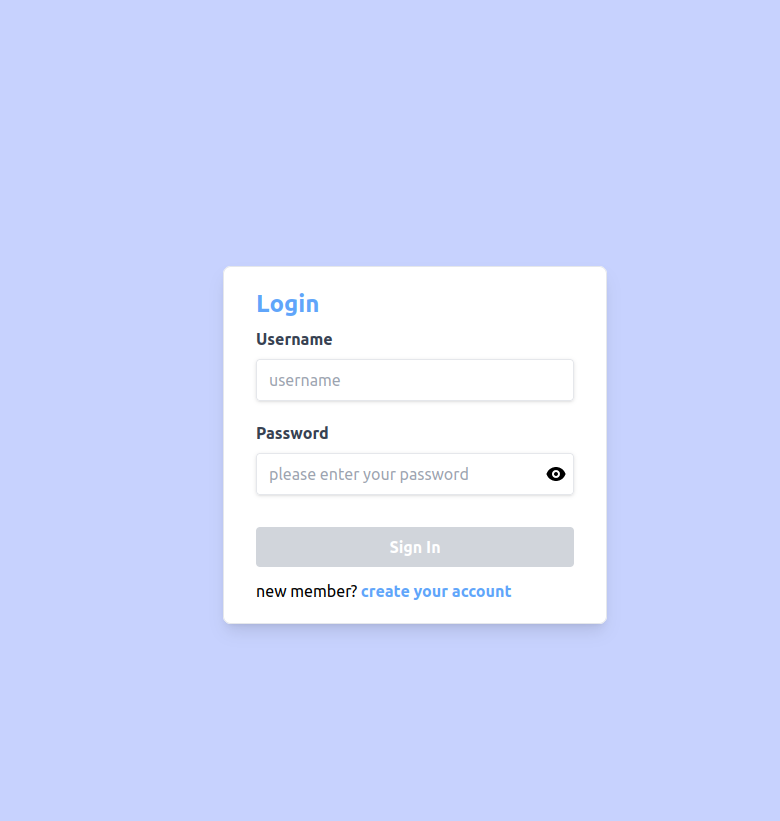 Login
Username
username
Password
please enter your password
Sign In
new member? create your account